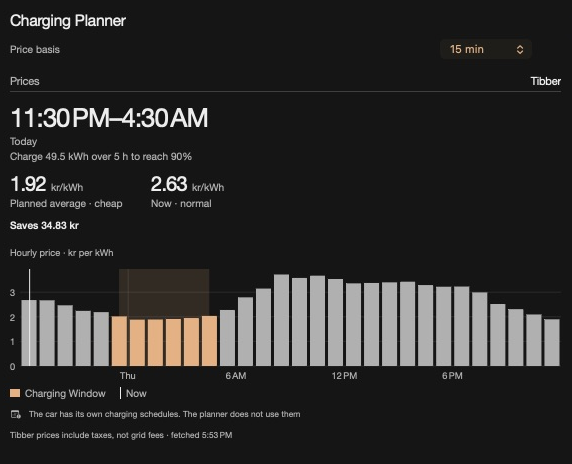 Charging Planner
Price basis 15 min
Prices Tibber
11:30 PM–4:30 AM
Today
Charge 49.5 kWh over 5 h to reach 90%
1.92 kr/kWh 2.63 kr/kWh
Planned average · cheap Now · normal
Saves 34.83 kr
Hourly price · kr per kWh
3
2
1
0
Thu 6 AM 12 PM 6 PM
Charging Window Now
The car has its own charging schedules. The planner does not use them
Tibber prices include taxes, not grid fees · fetched 5:53 PM